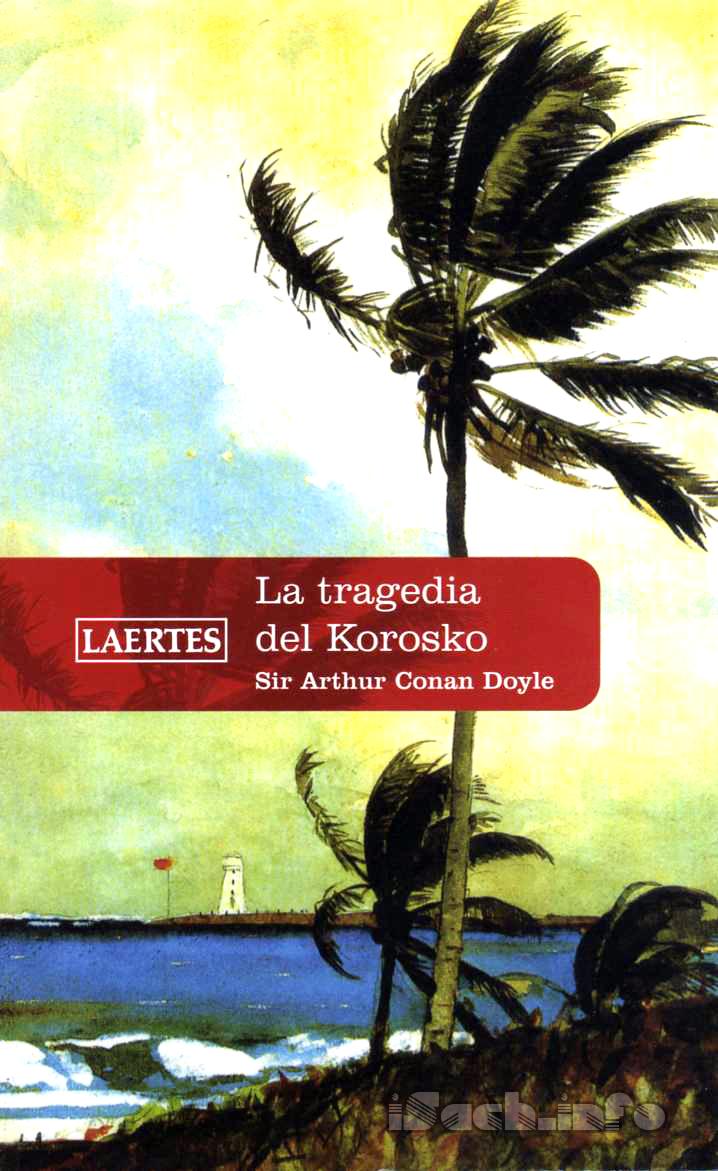 La tragedia
LAERTES
del Korosko
Sir Arthur Conan Doyle
iSach.info